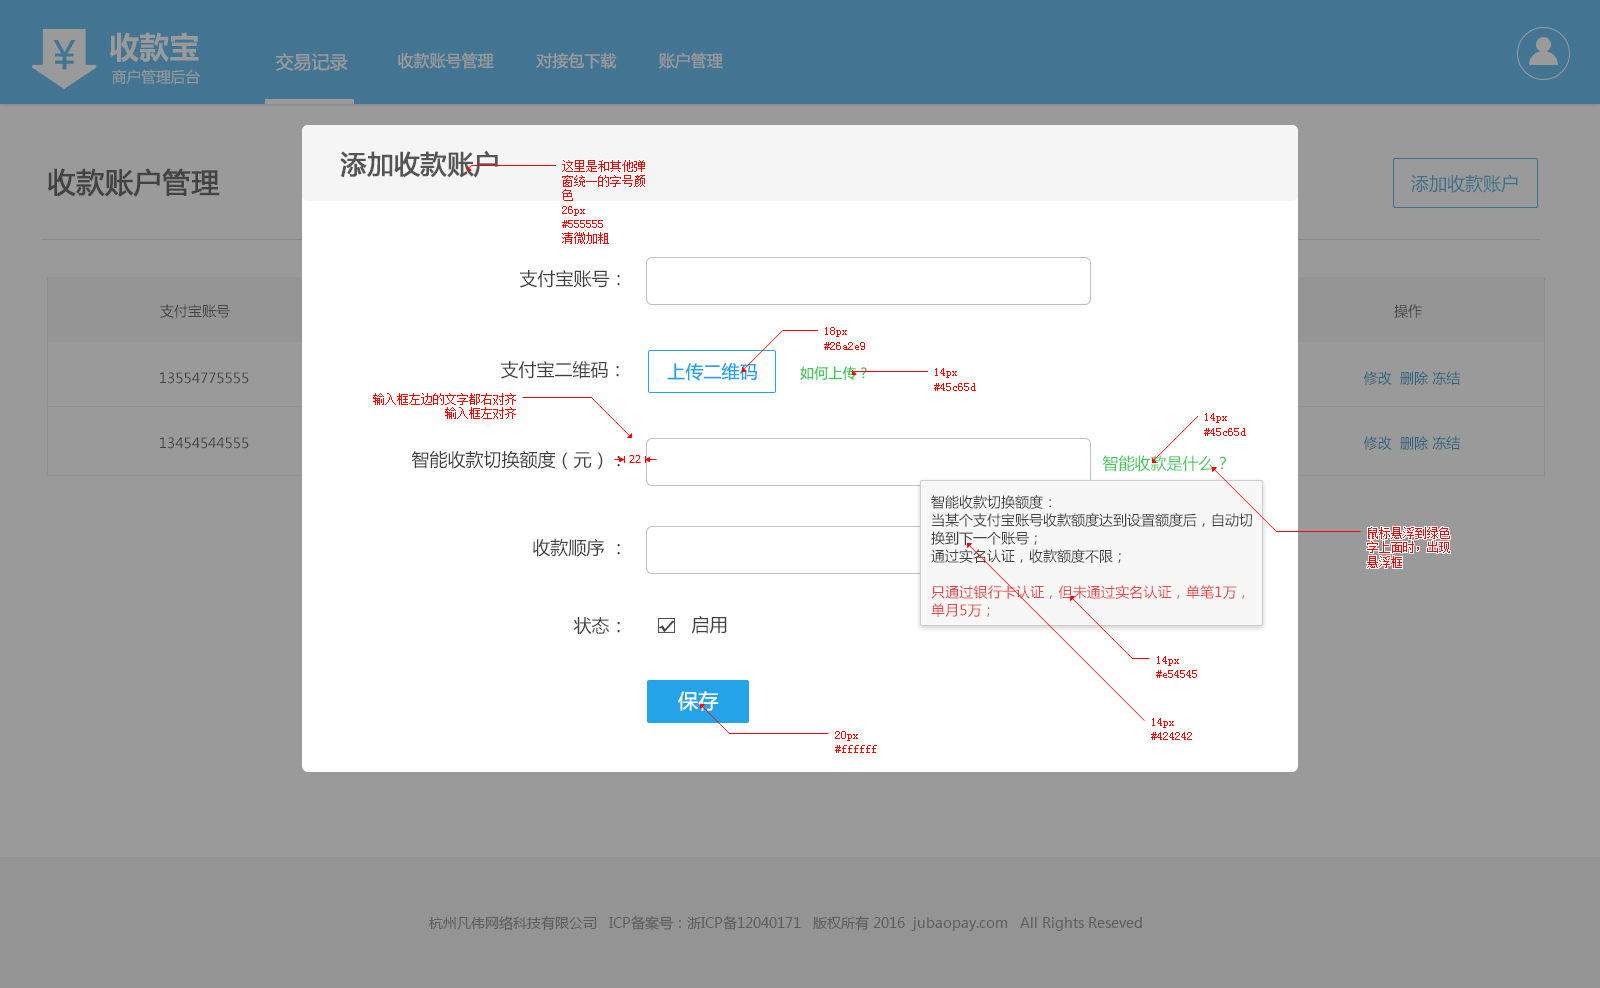 收款宝
商户管理后台
交易记录
收款账号管理
对接包下载
账户管理
收款账户管理
添加收款账户
添加收款账户
这里是和其他弹
窗统一的字号颜
色
26px
#555555
清微加粗
支付宝账号
13554775555
13454544555
操作
修改 删除 冻结
修改 删除 冻结
支付宝账号：
支付宝二维码：
上传二维码
18px
#26a2e9
如何上传？
14px
#45c65d
输入框左边的文字都右对齐
输入框左对齐
智能收款切换额度（元）：
22
智能收款是什么？
14px
#45c65d
鼠标悬浮到绿色
字上面时，出现
悬浮框
智能收款切换额度：
当某个支付宝账号收款额度达到设置额度后，自动切
换到下一个账号；
通过实名认证，收款额度不限；
只通过银行卡认证，但未通过实名认证，单笔1万，
单月5万；
14px
#e54545
14px
#424242
收款顺序 ：
状态：
启用
保存
20px
#ffffff
杭州凡伟网络科技有限公司 ICP备案号：浙ICP备12040171 版权所有 2016 jubaopay.com All Rights Reseved